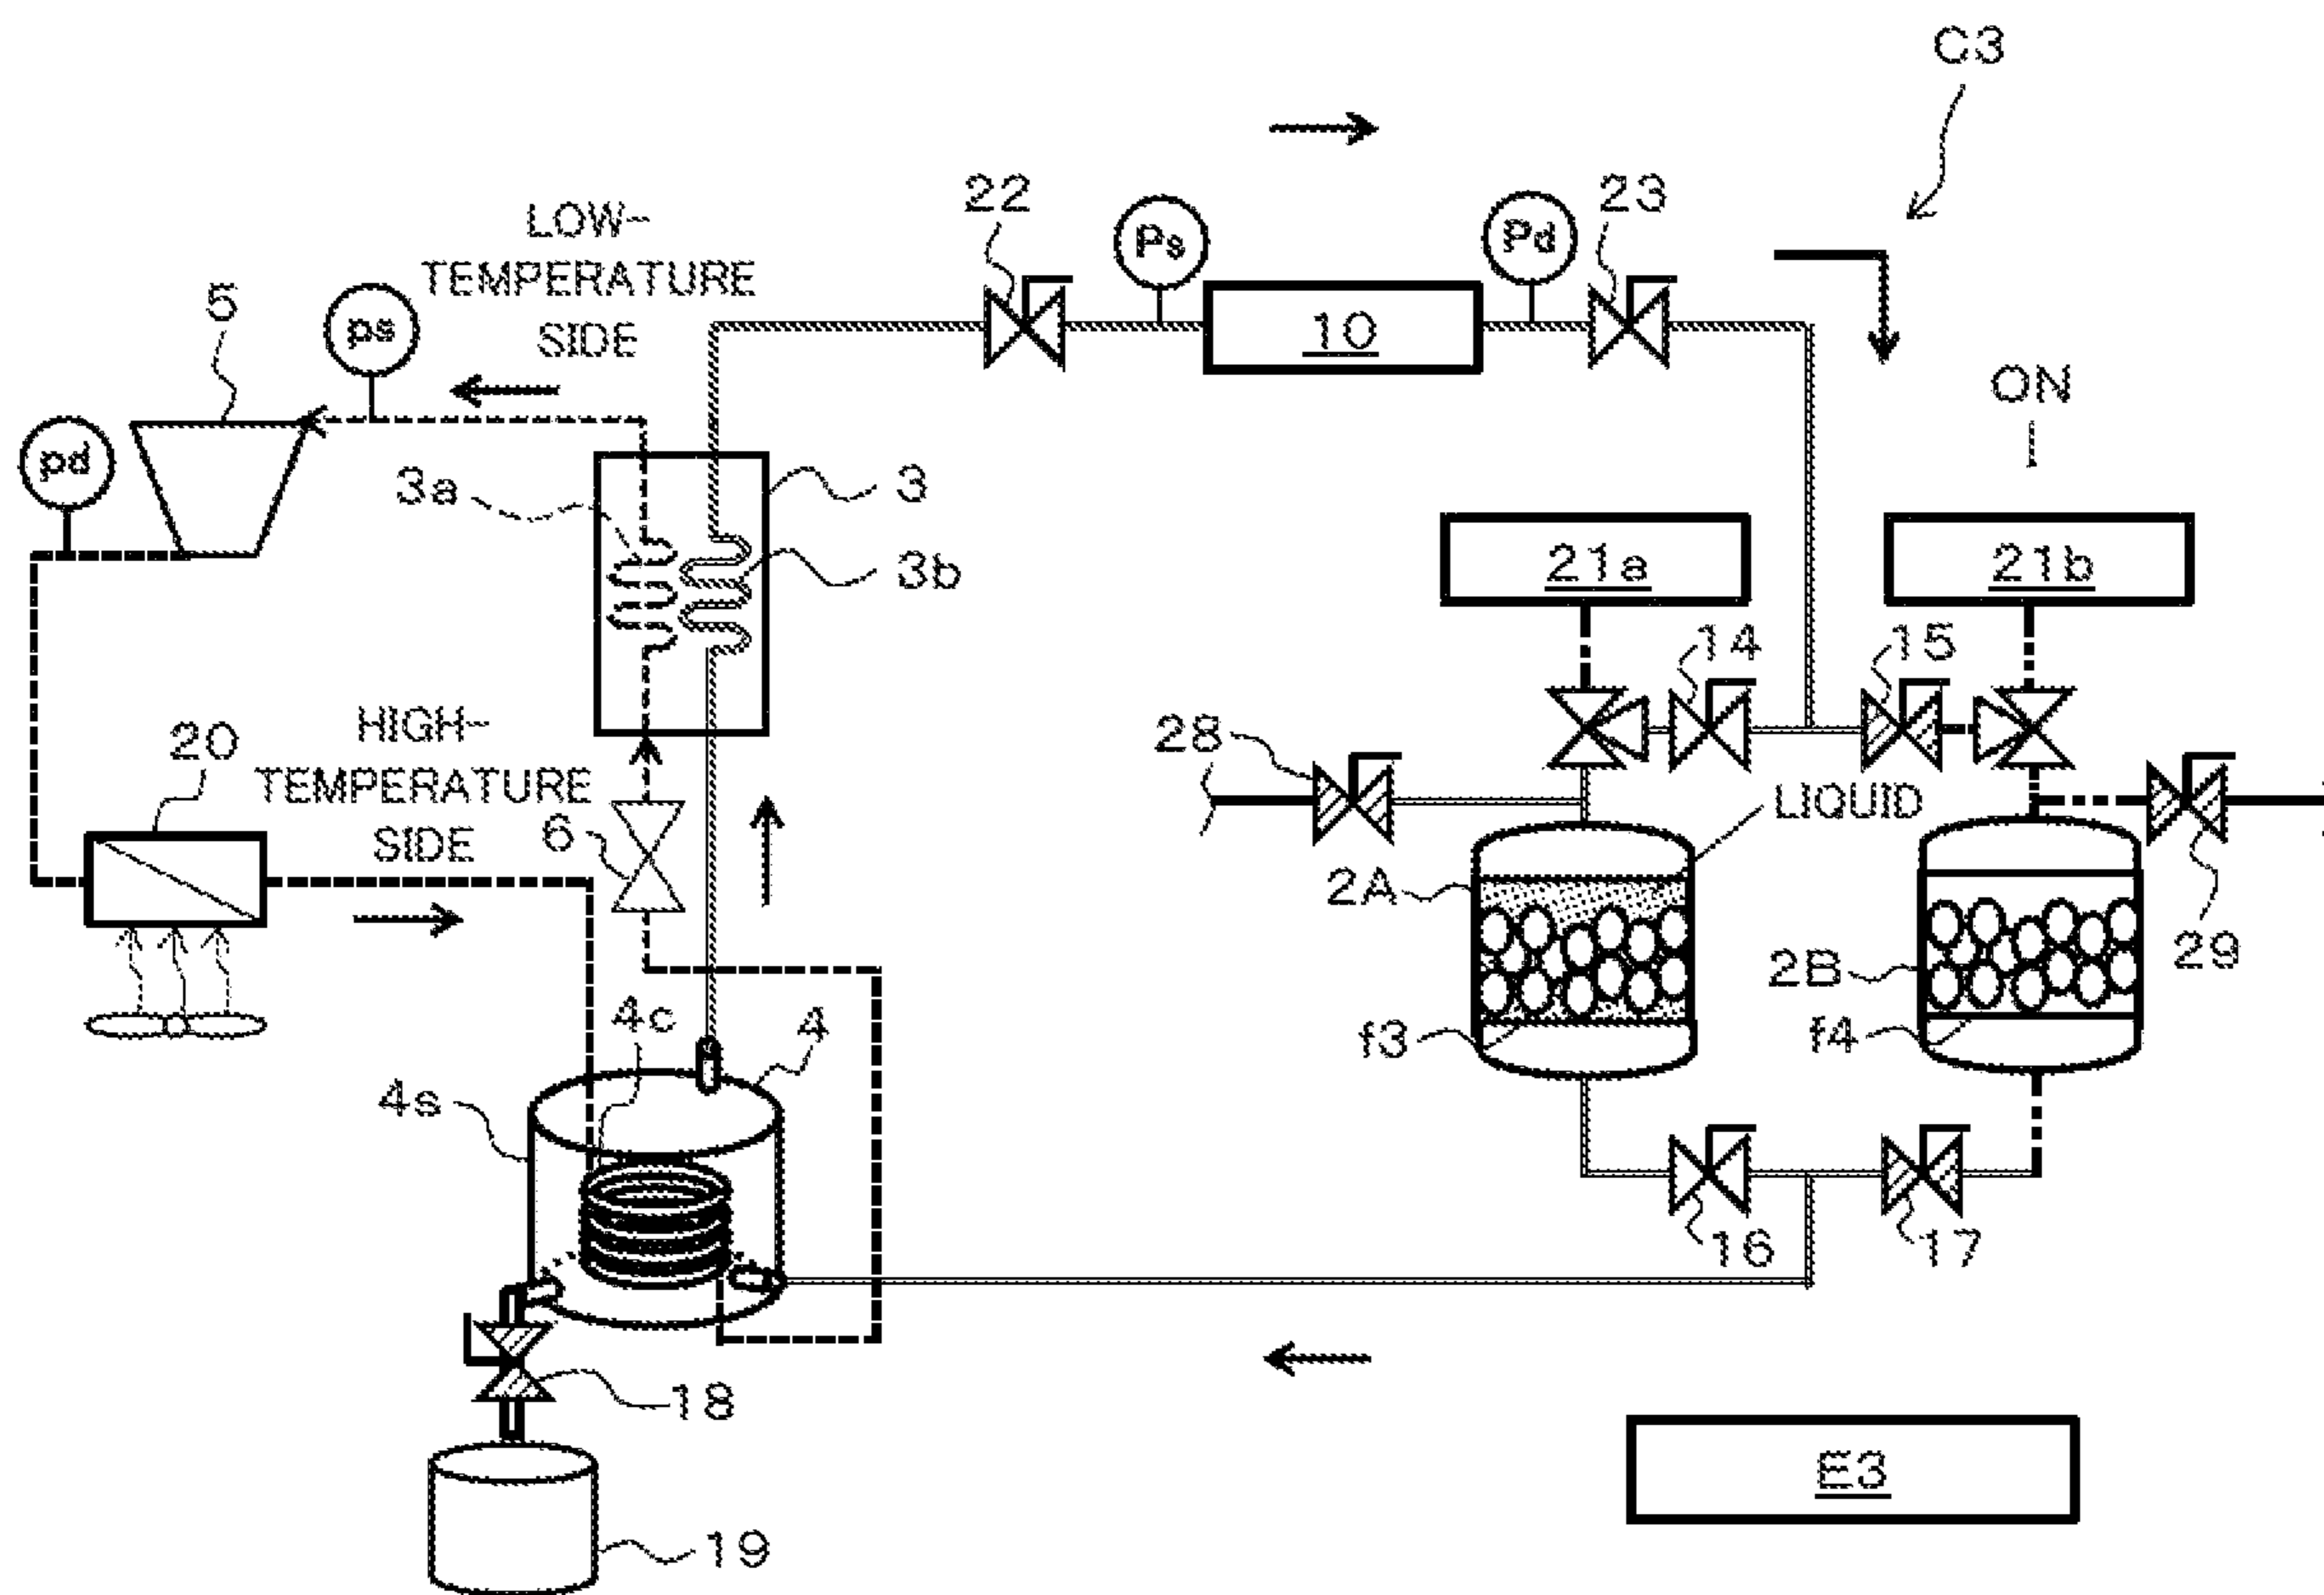 C3
22
Ps
Pd
23
LOW-
TEMPERATURE
SIDE
5
ps
pd
10
ON
3a
3
3b
21a
21b
14
15
28
20
HIGH-
TEMPERATURE
SIDE
6
LIQUID
2A
2B
29
f3
f4
4c
4
4s
16
17
18
19
E3